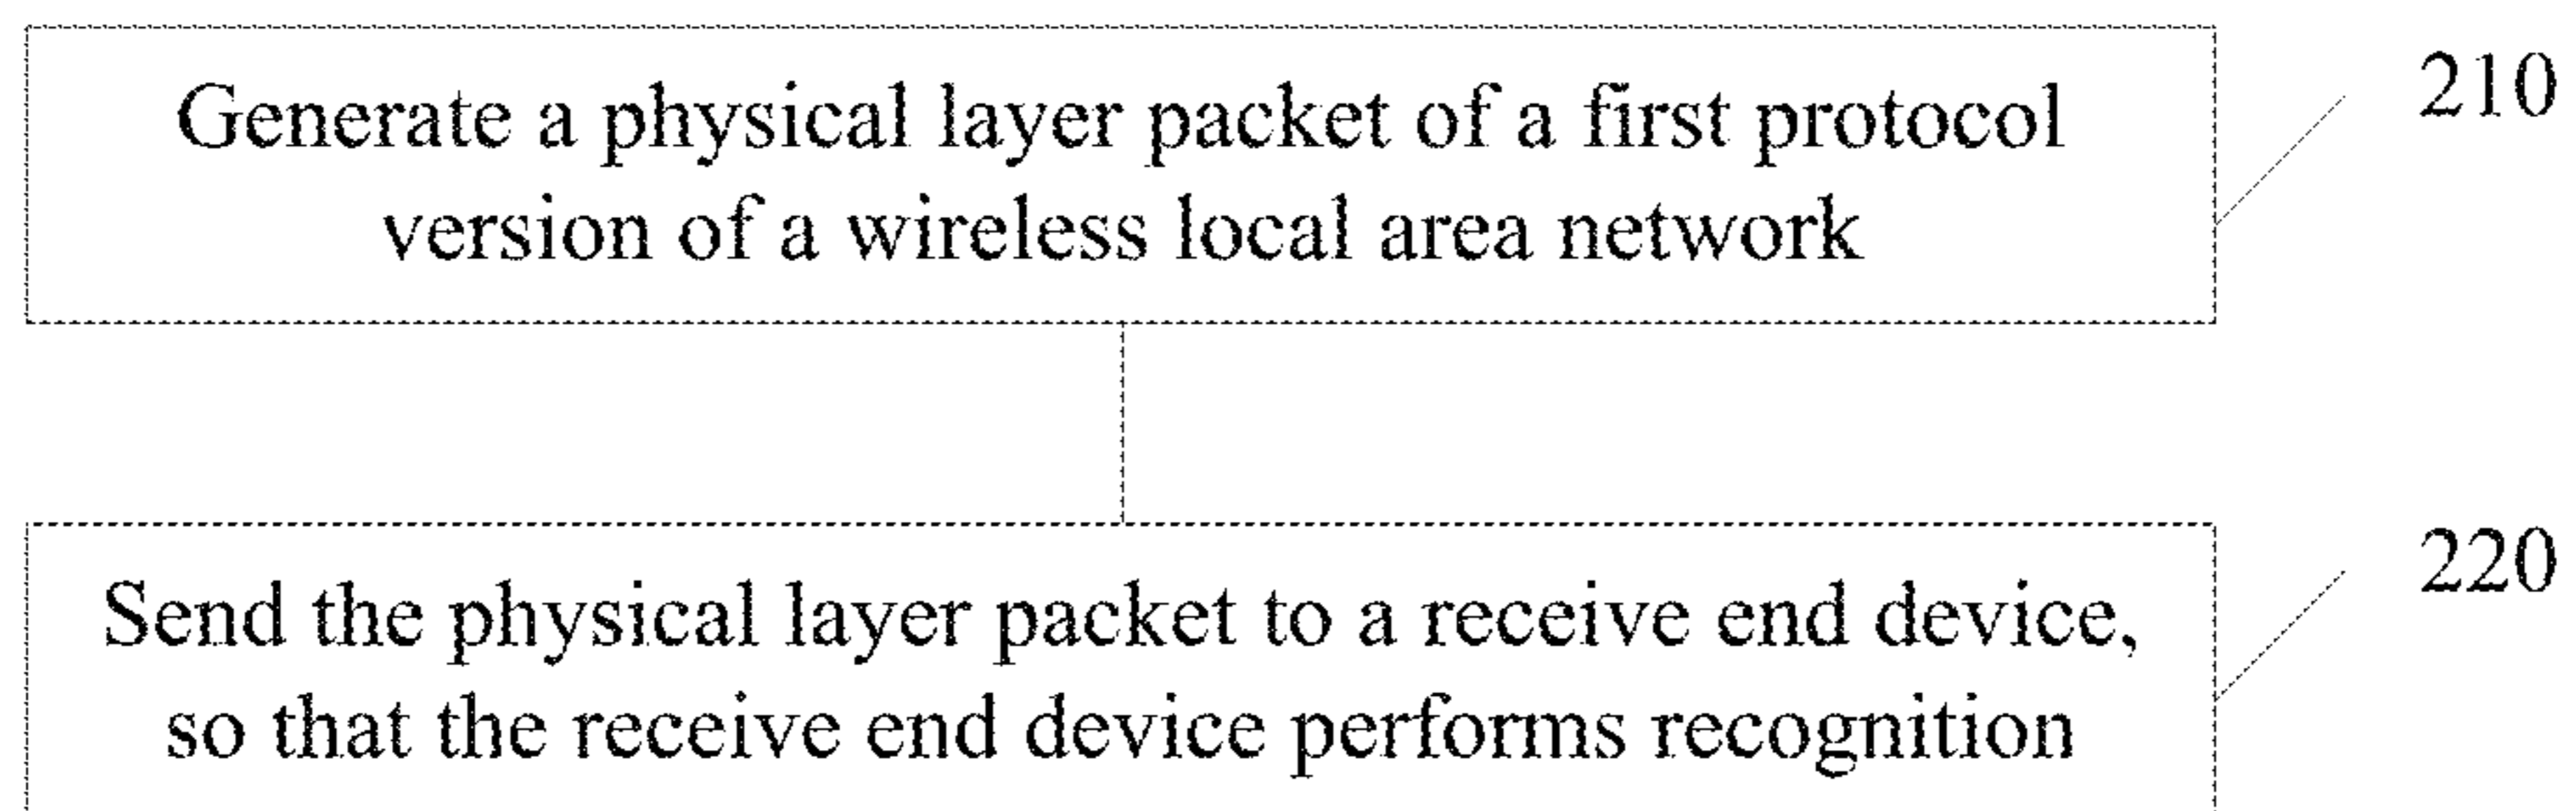 Generate a physical layer packet of a first protocol
version of a wireless local area network
210
Send the physical layer packet to a receive end device,
so that the receive end device performs recognition
220